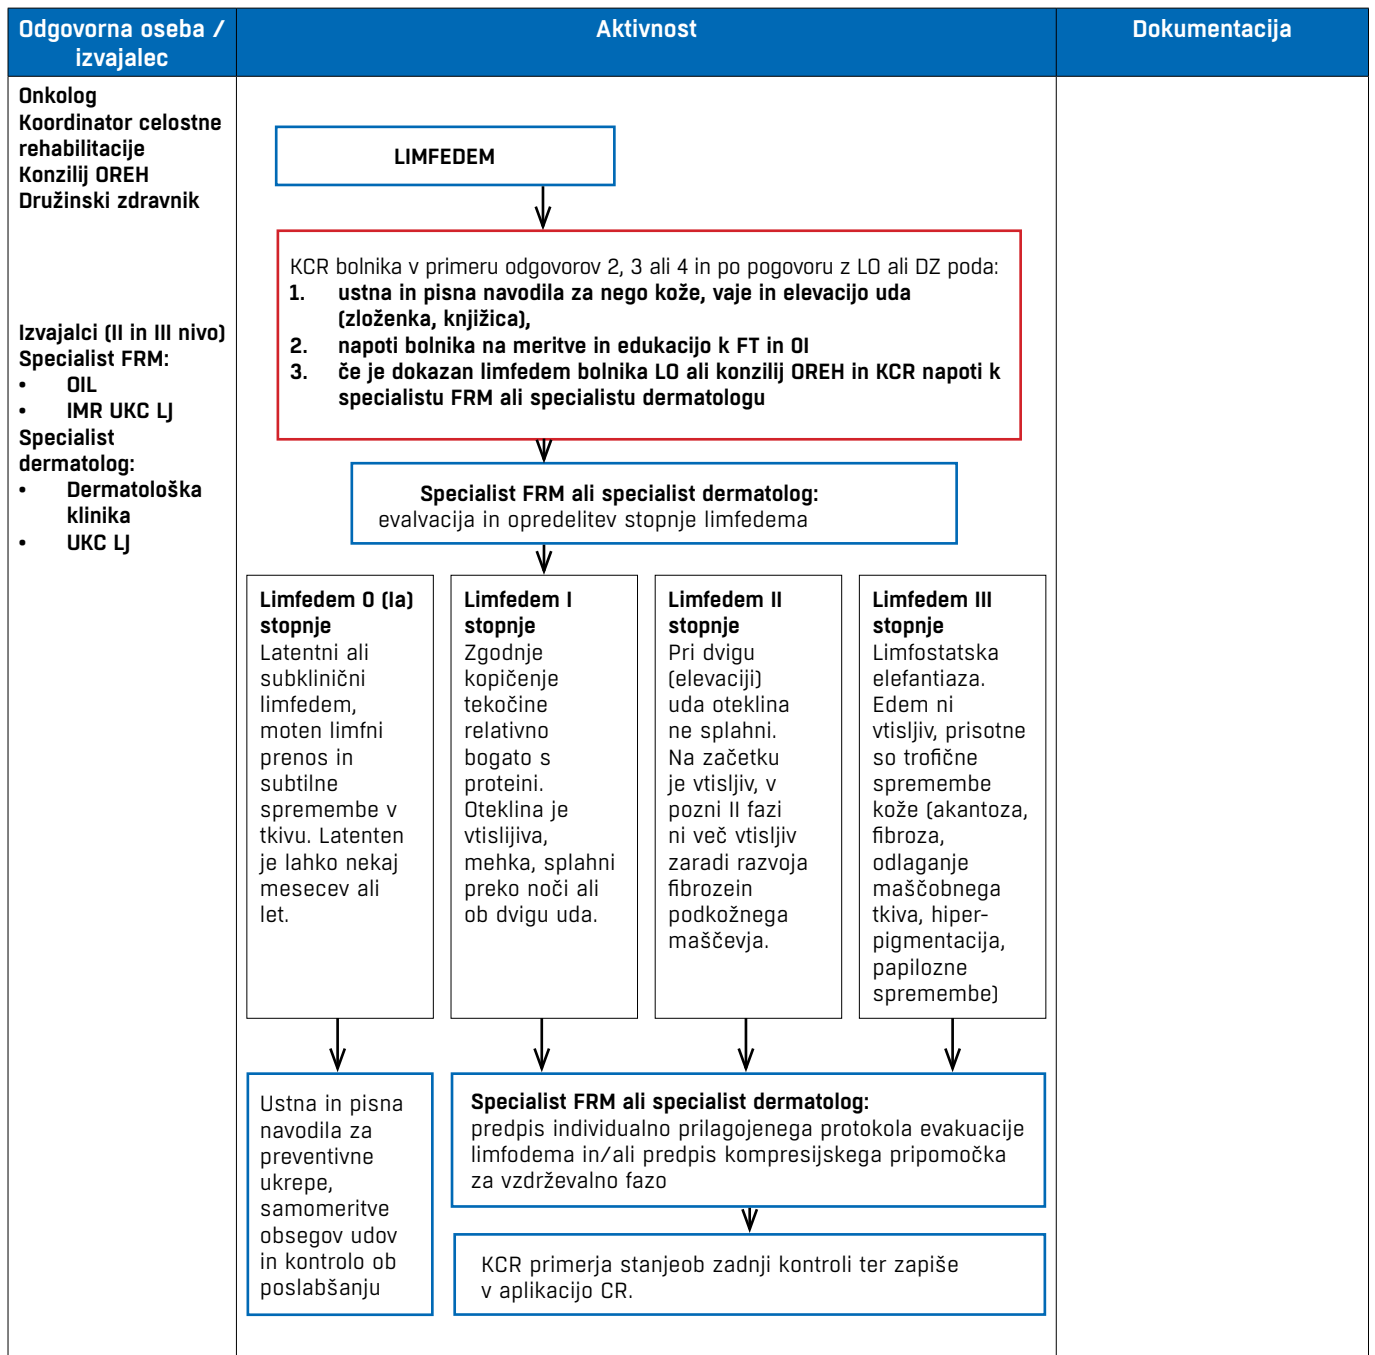 Odgovorna oseba /
izvajalec
Aktivnost
Dokumentacija
Onkolog
Koordinator celostne
rehabilitacije
Konzilij OREH
Družinski zdravnik
Izvajalci (II in III nivo)
Specialist FRM:
• OIL
• IMR UKC LJ
Specialist
dermatolog:
• Dermatološka
klinika
• UKC LJ
LIMFEDEM
KCR bolnika v primeru odgovorov 2, 3 ali 4 in po pogovoru z LO ali DZ poda:
1. ustna in pisna navodila za nego kože, vaje in elevacijo uda
(zloženka, knjižica),
2. napoti bolnika na meritve in edukacijo k FT in OI
3. če je dokazan limfedem bolnika LO ali konzilij OREH in KCR napoti k
specialistu FRM ali specialistu dermatologu
Specialist FRM ali specialist dermatolog:
evalvacija in opredelitev stopnje limfedema
Limfedem 0 (Ia)
stopnje
Latentni ali
subklinični
limfedem,
moten limfni
prenos in
subtilne
spremembe v
tkivu. Latenten
je lahko nekaj
mesecev ali
let.
Limfedem I
stopnje
Zgodnje
kopičenje
tekočine
relativno
bogato s
proteini.
Oteklina je
vtislijiva,
mehka, splahni
preko noči ali
ob dvigu uda.
Limfedem II
stopnje
Pri dvigu
(elevaciji)
uda oteklina
ne splahni.
Na začetku
je vtisljiv, v
pozni II fazi
ni več vtisljiv
zaradi razvoja
fibrozein
podkožnega
maščevja.
Limfedem III
stopnje
Limfostatska
elefantiaza.
Edem ni
vtisljiv, prisotne
so trofične
spremembe
kože (akantoza,
fibroza,
odlaganje
maščobnega
tkiva, hiper-
pigmentacija,
papilozne
spremembe)
Ustna in pisna
navodila za
preventivne
ukrepe,
samomeritve
obsegov udov
in kontrolo ob
poslabšanju
Specialist FRM ali specialist dermatolog:
predpis individualno prilagojenega protokola evakuacije
limfodema in/ali predpis kompresijskega pripomočka
za vzdrževalno fazo
KCR primerja stanjeob zadnji kontroli ter zapiše
v aplikacijo CR.